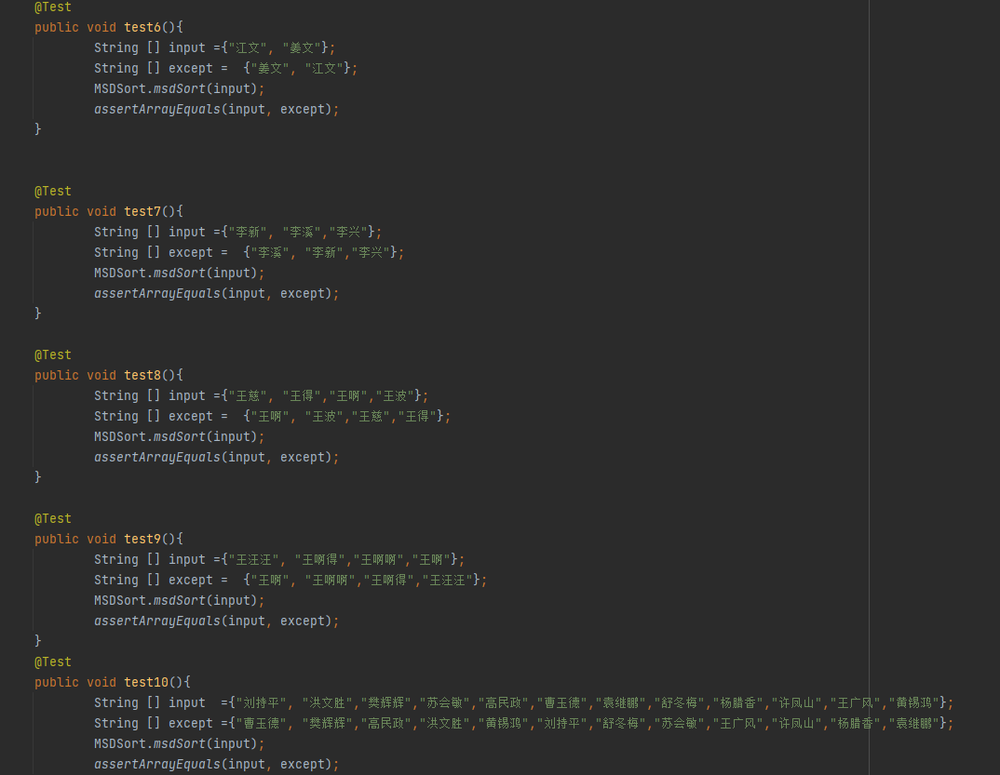 @Test
public void test6(){
String [] input ={"江文", "姜文"};
String [] except =  {"姜文", "江文"};
MSDSort.msdSort(input);
assertArrayEquals(input, except);
}
@Test
public void test7(){
String [] input ={"李新", "李溪","李兴"};
String [] except =  {"李溪", "李新","李兴"};
MSDSort.msdSort(input);
assertArrayEquals(input, except);
}
@Test
public void test8(){
String [] input ={"王慈", "王得","王啊","王波"};
String [] except =  {"王啊", "王波","王慈","王得"};
MSDSort.msdSort(input);
assertArrayEquals(input, except);
}
@Test
public void test9(){
String [] input ={"王汪汪", "王啊得","王啊啊","王啊"};
String [] except =  {"王啊", "王啊啊","王啊得","王汪汪"};
MSDSort.msdSort(input);
assertArrayEquals(input, except);
}
@Test
public void test10(){
String [] input  ={"刘持平", "洪文胜","樊辉辉","苏会敏","高民政","曹玉德","袁继鹏","舒冬梅","杨腊香","许凤山","王广风","黄锡鸿"};
String [] except ={"曹玉德", "樊辉辉","高民政","洪文胜","黄锡鸿","刘持平","舒冬梅","苏会敏","王广风","许凤山","杨腊香","袁继鹏"};
MSDSort.msdSort(input);
assertArrayEquals(input, except);